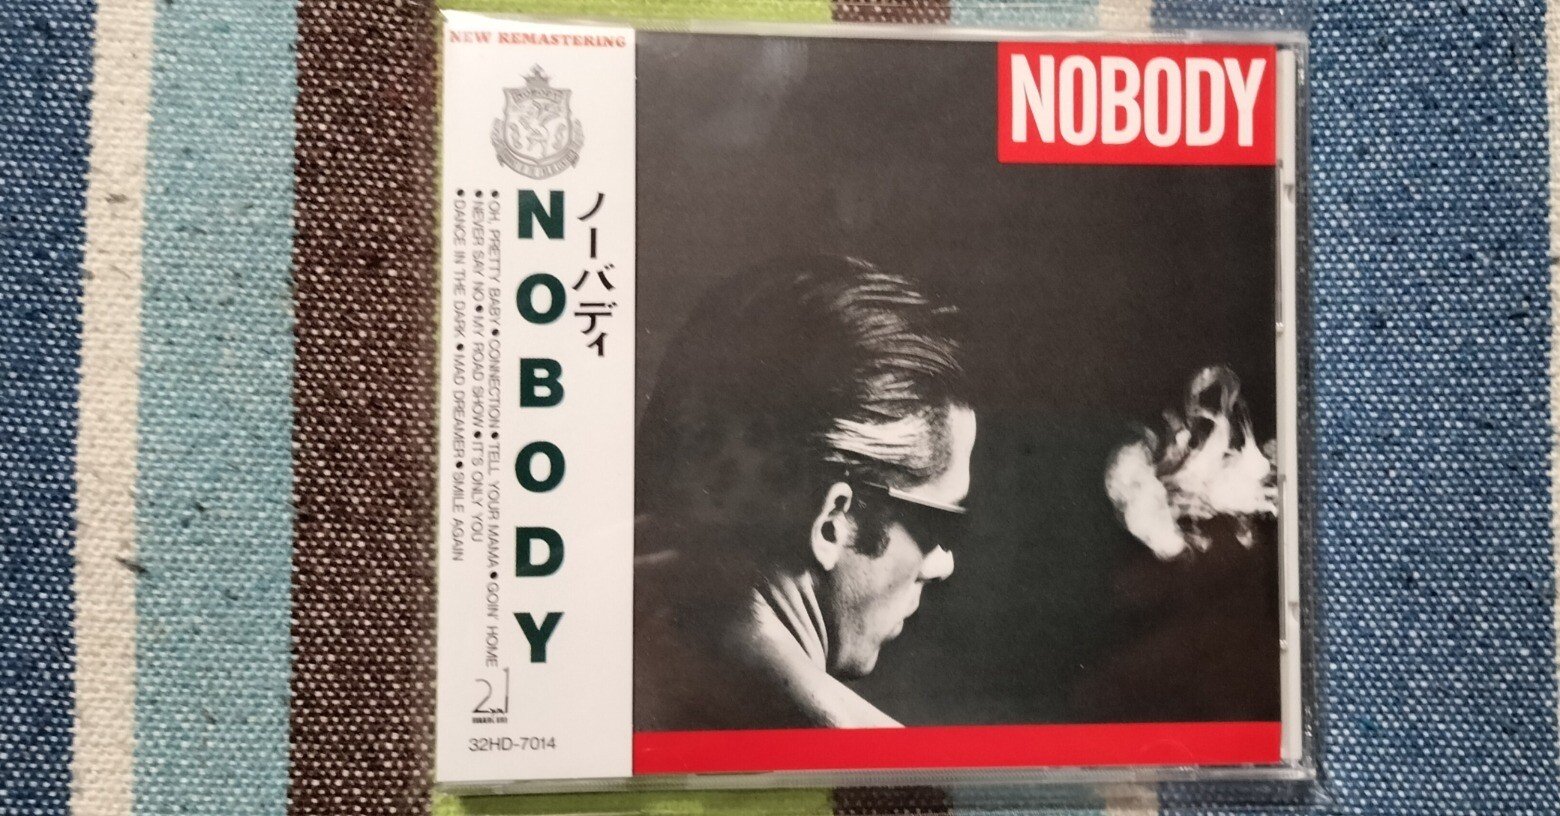 NEW REMASTERING
NOBODY
ノーバディ
NOBODY
●OH, PRETTY BABY●CONNECTION●TELL YOUR MAMA●GOIN' HOME
●NEVER SAY NO●MY ROAD SHOW●IT'S ONLY YOU
●DANCE IN THE DARK●MAD DREAMER●SMILE AGAIN
32HD-7014